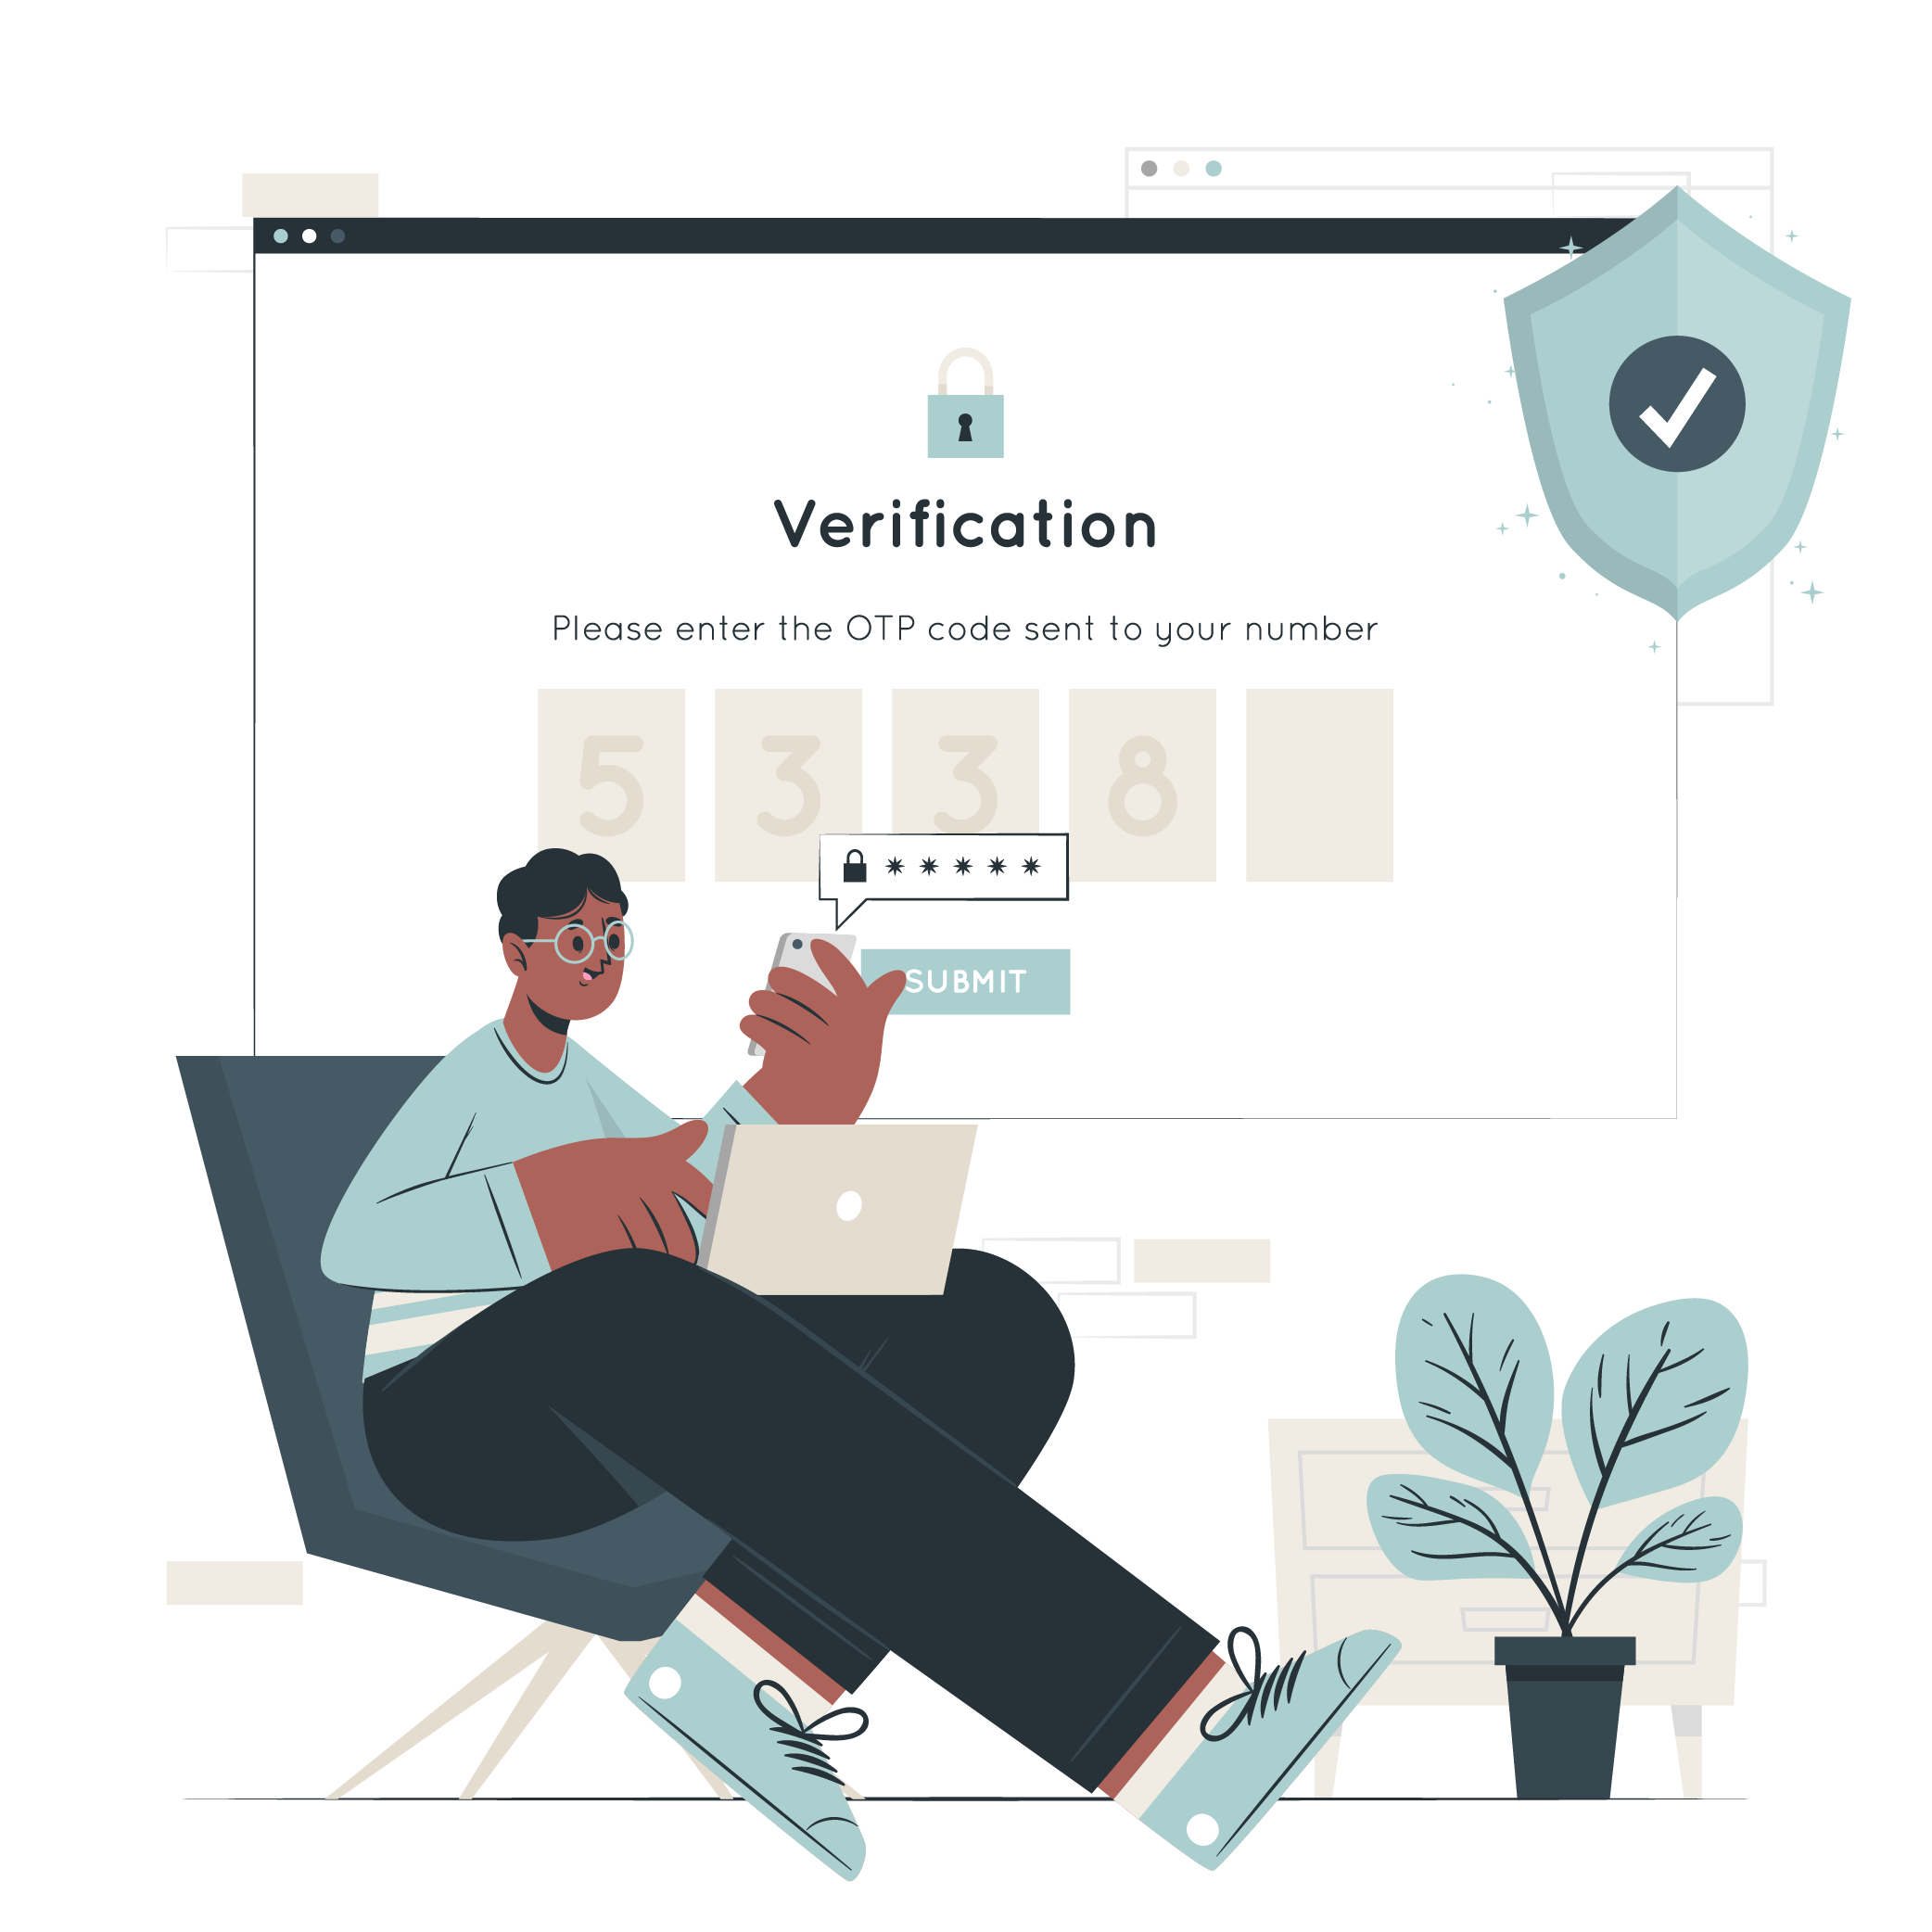 Verification
Please enter the OTP code sent to your number
5 3 3 8
*****
SUBMIT